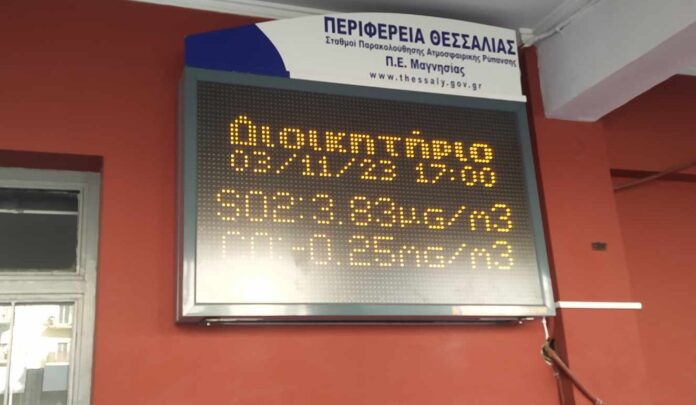 ΠΕΡΙΦΕΡΕΙΑ ΘΕΣΣΑΛΙΑΣ
Σταθμοί Παρακολούθησης Ατμοσφαιρικής Ρύπανσης
Π.Ε. Μαγνησίας
www.thessaly.gov.gr
Διοικητήριο
03/11/23 17:00
SO2:3.83μg/m3
CO:-0.25mg/m3